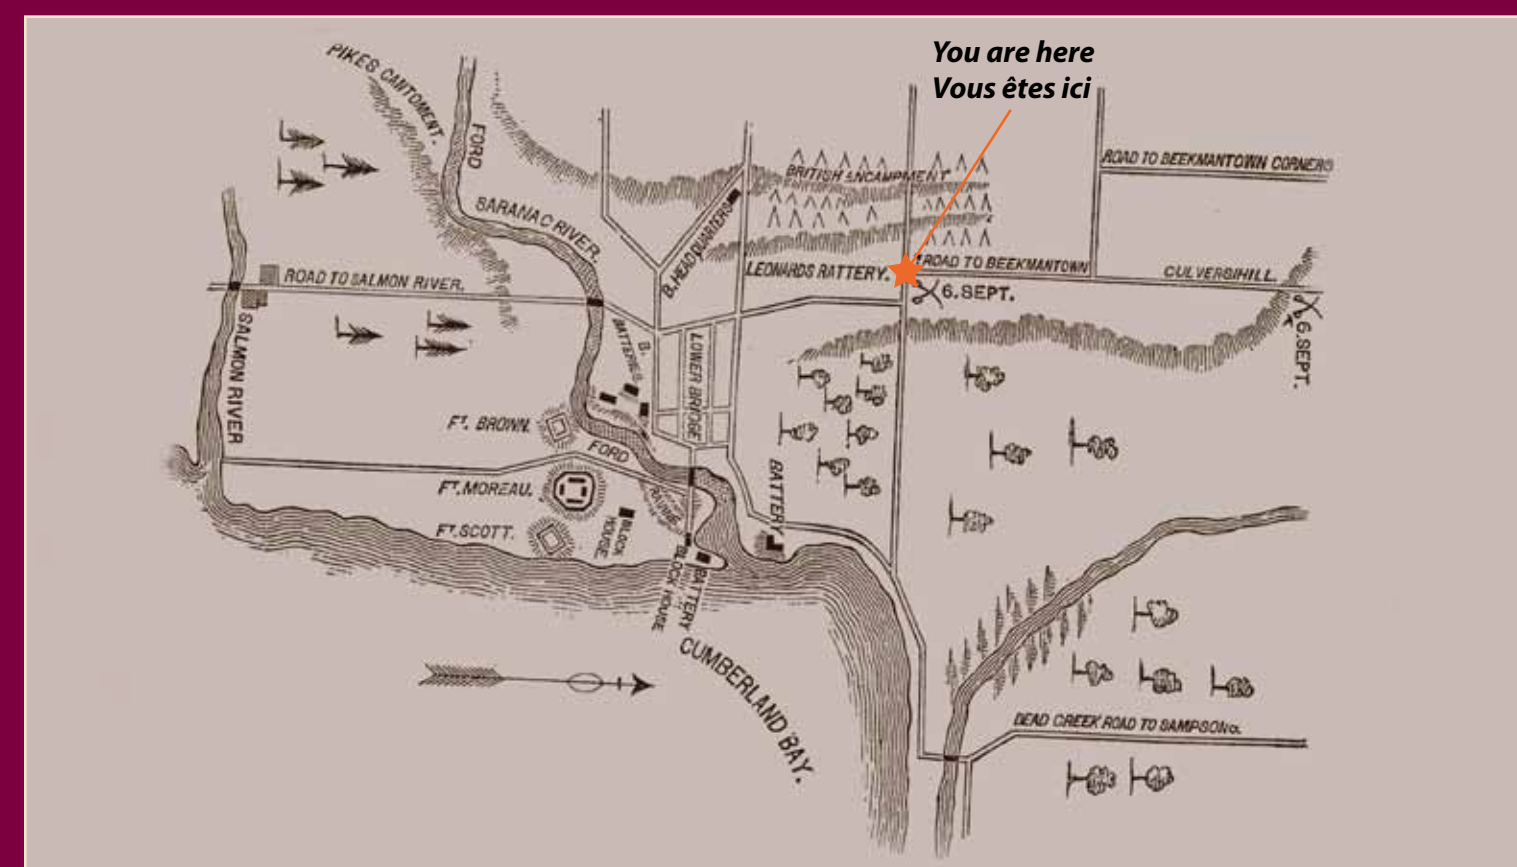 You are here
Vous êtes ici
PIKES CANTOMENT.
FORD
SARANAC RIVER.
BRITISH ENCAMPMENT
ROAD TO BEEKMANTOWN CORNERS
B. HEAD QUARTERS
LEONARDS BATTERY.
ROAD TO BEEKMANTOWN
CULVERS HILL.
6. SEPT.
6. SEPT.
ROAD TO SALMON RIVER.
SALMON RIVER
B. BATTERIES
LOWER BRIDGE
FT. BROWN.
FORD
FT. MOREAU.
RAVINE
BATTERY
FT. SCOTT.
BLOCK HOUSE
BLOCK HOUSE
BATTERY
CUMBERLAND BAY.
DEAD CREEK ROAD TO SAMPSONS.